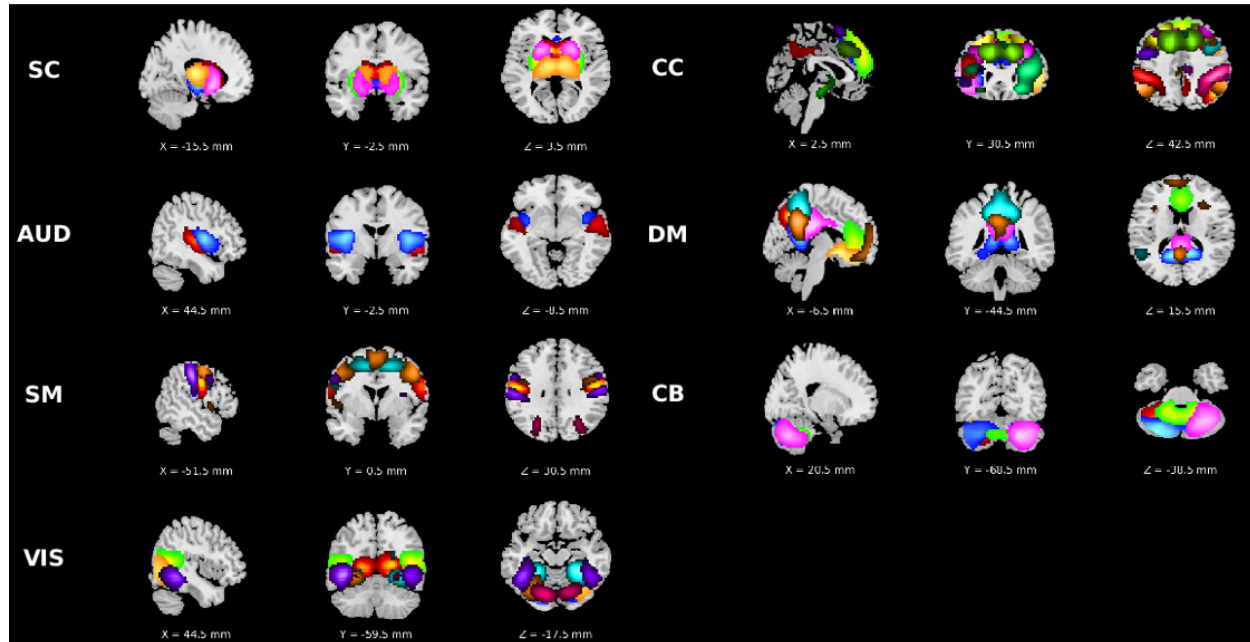 SC
X = -15.5 mm
Y = -2.5 mm
Z = 3.5 mm
CC
X = 2.5 mm
Y = 30.5 mm
Z = 42.5 mm
AUD
X = 44.5 mm
Y = -2.5 mm
Z = -8.5 mm
DM
X = -6.5 mm
Y = -44.5 mm
Z = 15.5 mm
SM
X = -51.5 mm
Y = 0.5 mm
Z = 30.5 mm
CB
X = 20.5 mm
Y = -68.5 mm
Z = -38.5 mm
VIS
X = 44.5 mm
Y = -59.5 mm
Z = -17.5 mm